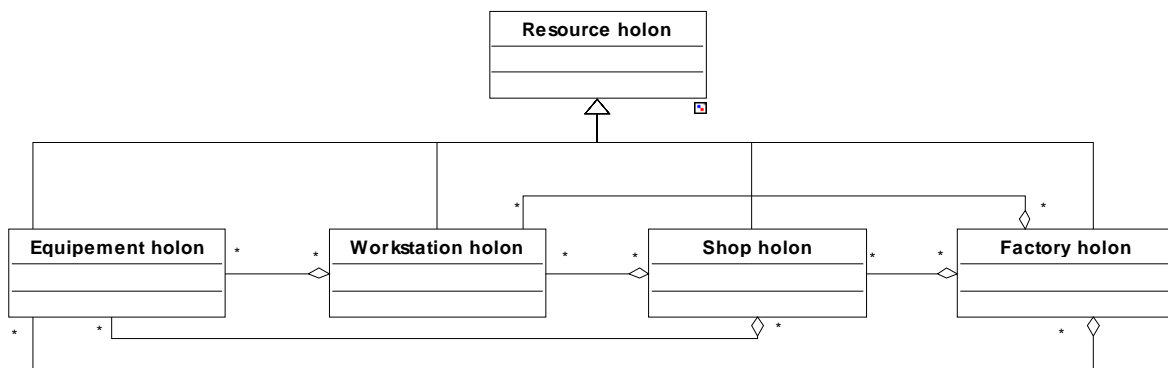 Resource holon
* *
Equipement holon * * Workstation holon * * Shop holon * * Factory holon
* * * *